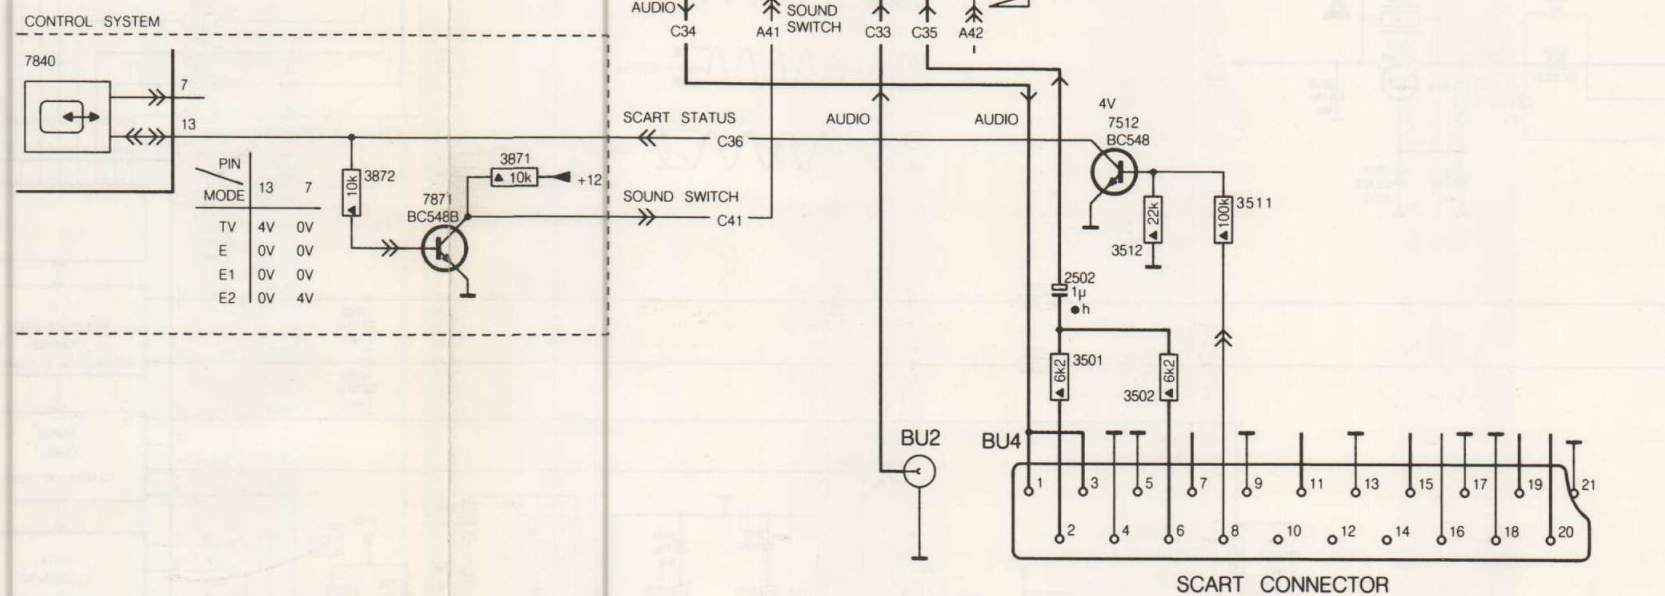 CONTROL SYSTEM
7840
7
13
PIN
MODE 13 7
TV 4V 0V
E 0V 0V
E1 0V 0V
E2 0V 4V
10k
3872
7871
BC548B
3871
10k
+12
AUDIO
C34
A41
SOUND
SWITCH
C33
C35
A42
SCART STATUS
C36
SOUND SWITCH
C41
AUDIO
AUDIO
4V
7512
BC548
22k
3512
100k
3511
2502
1μ
h
6k2
3501
6k2
3502
BU2
BU4
1 3 5 7 9 11 13 15 17 19 21
2 4 6 8 10 12 14 16 18 20
SCART CONNECTOR